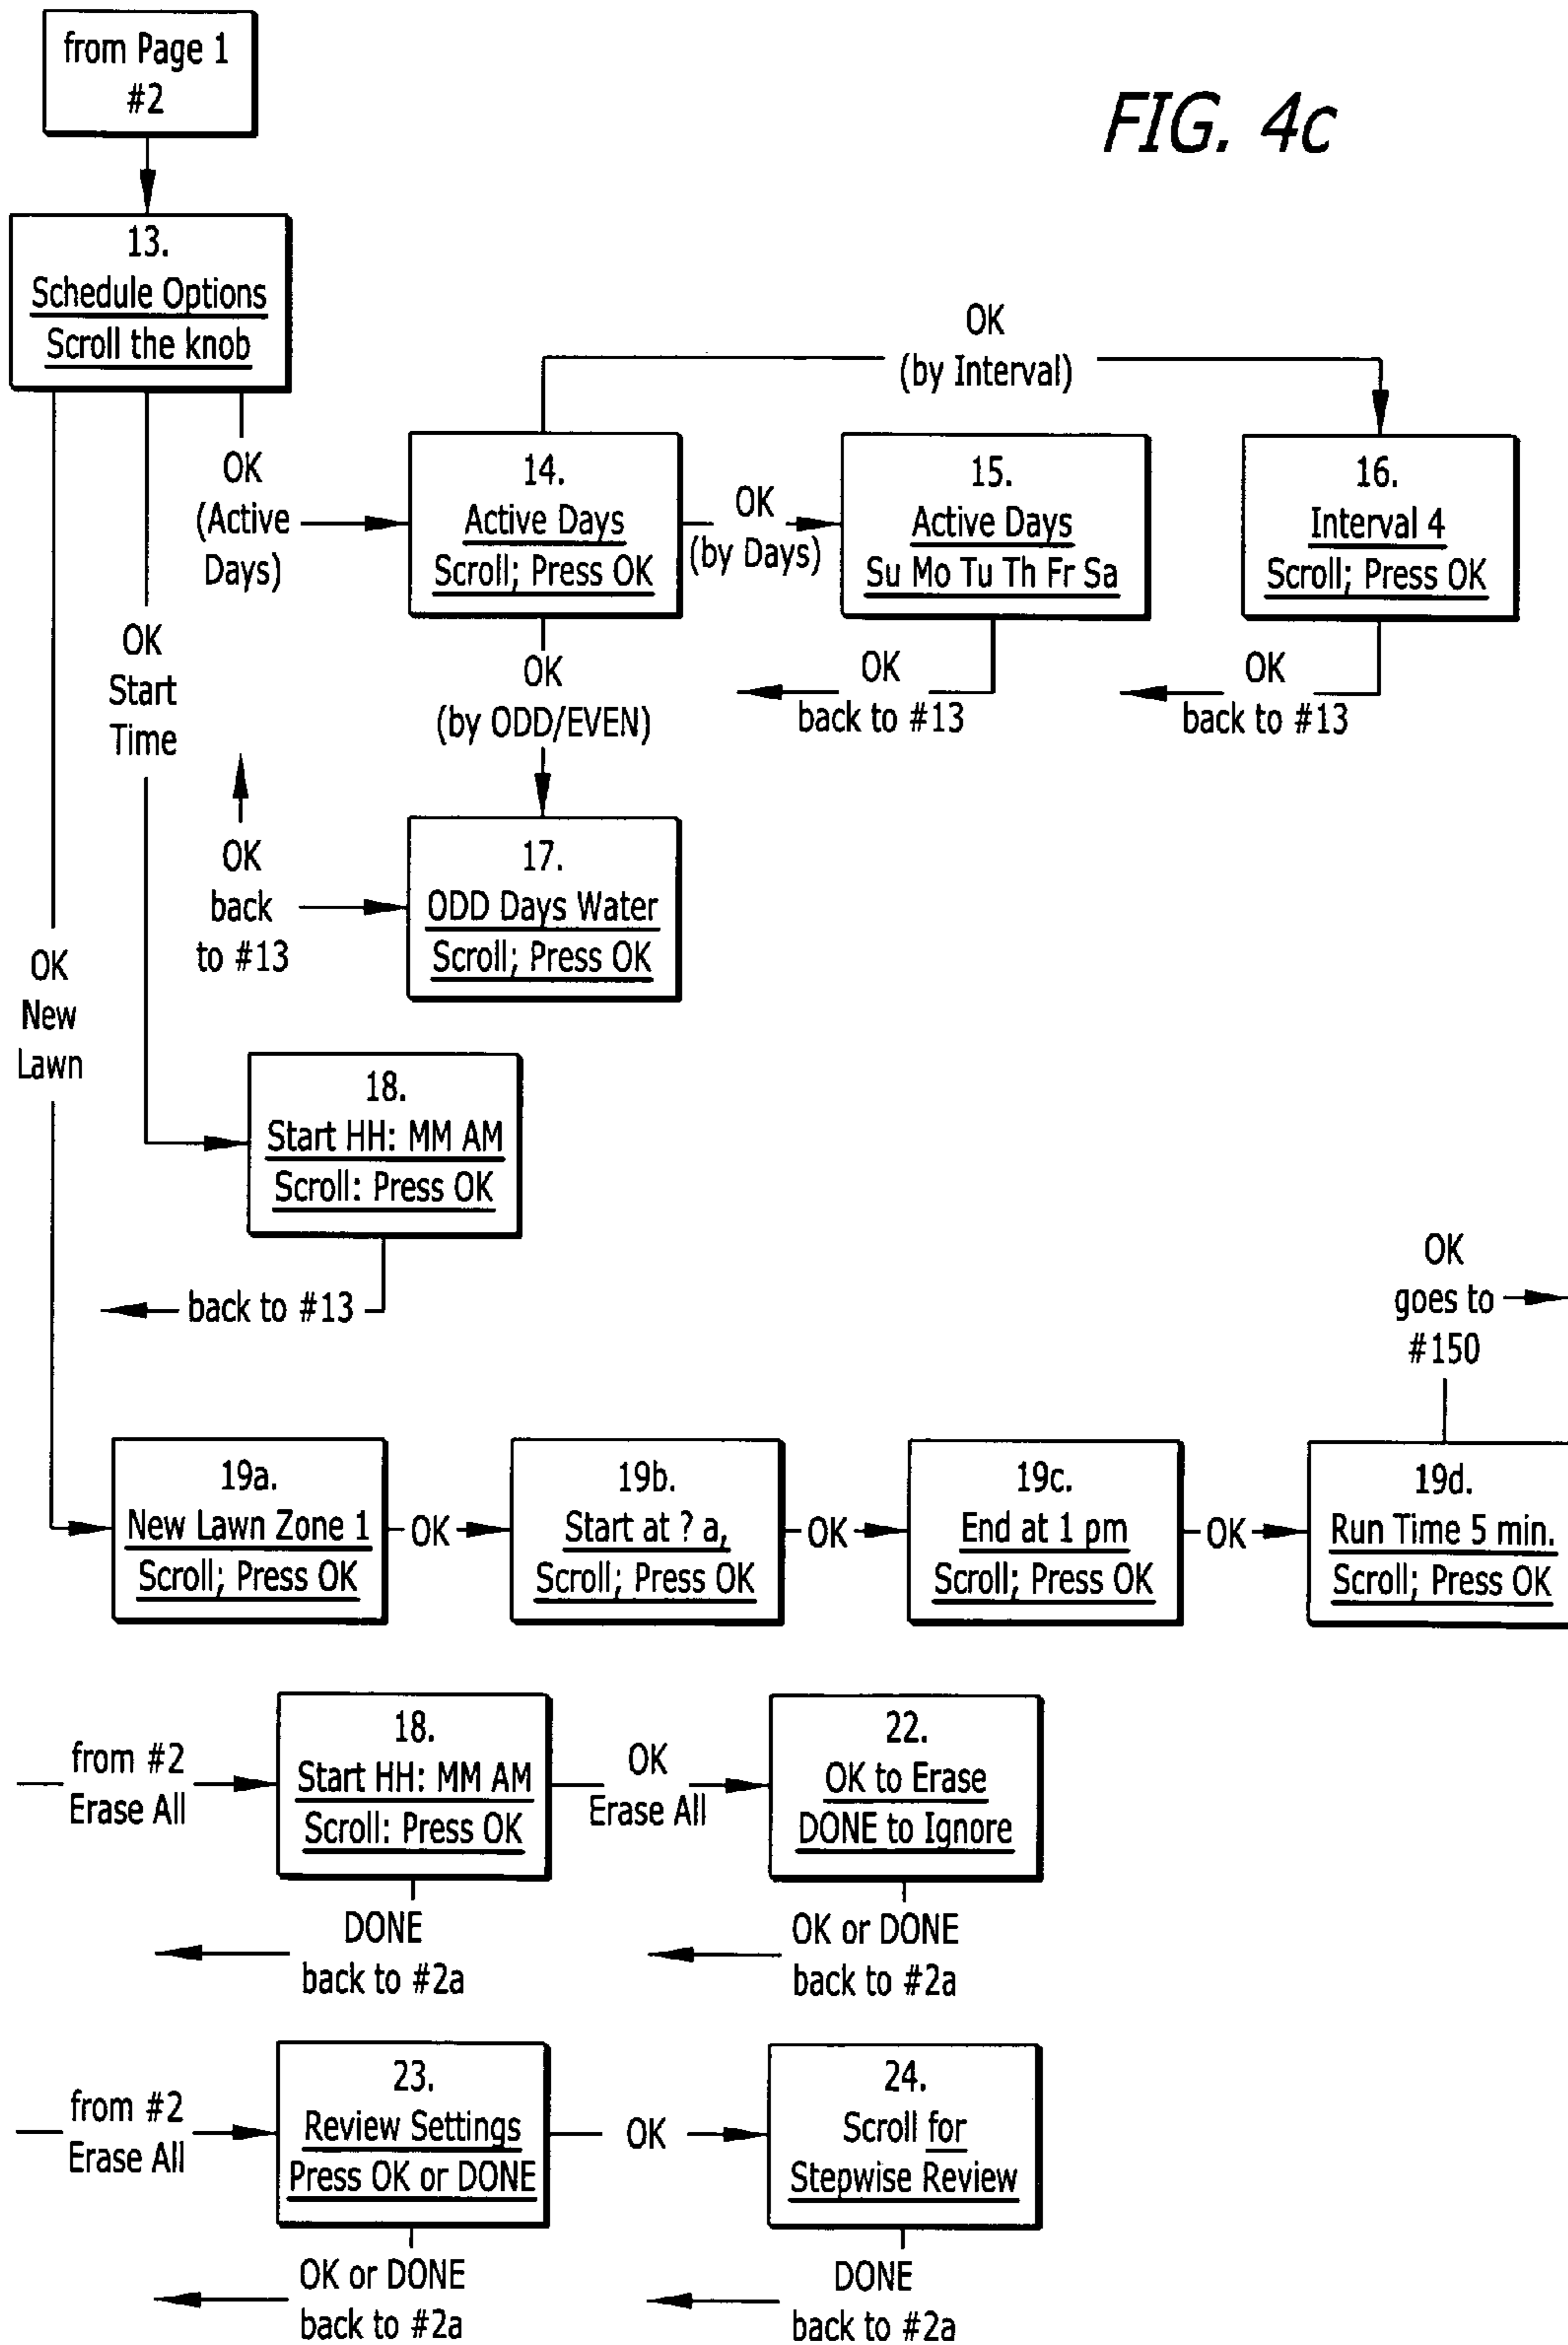 from Page 1
#2
FIG. 4c
13.
Schedule Options
Scroll the knob
OK
(by Interval)
OK
(Active
Days)
14.
Active Days
Scroll; Press OK
OK
(by Days)
15.
Active Days
Su Mo Tu Th Fr Sa
16.
Interval 4
Scroll; Press OK
OK
Start
Time
OK
(by ODD/EVEN)
OK
back to #13
OK
back to #13
OK
back
to #13
17.
ODD Days Water
Scroll; Press OK
OK
New
Lawn
18.
Start HH: MM AM
Scroll: Press OK
back to #13
OK
goes to
#150
19a.
New Lawn Zone 1
Scroll; Press OK
OK
19b.
Start at ? a,
Scroll; Press OK
OK
19c.
End at 1 pm
Scroll; Press OK
OK
19d.
Run Time 5 min.
Scroll; Press OK
from #2
Erase All
18.
Start HH: MM AM
Scroll: Press OK
OK
Erase All
22.
OK to Erase
DONE to Ignore
DONE
back to #2a
OK or DONE
back to #2a
from #2
Erase All
23.
Review Settings
Press OK or DONE
OK
24.
Scroll for
Stepwise Review
OK or DONE
back to #2a
DONE
back to #2a